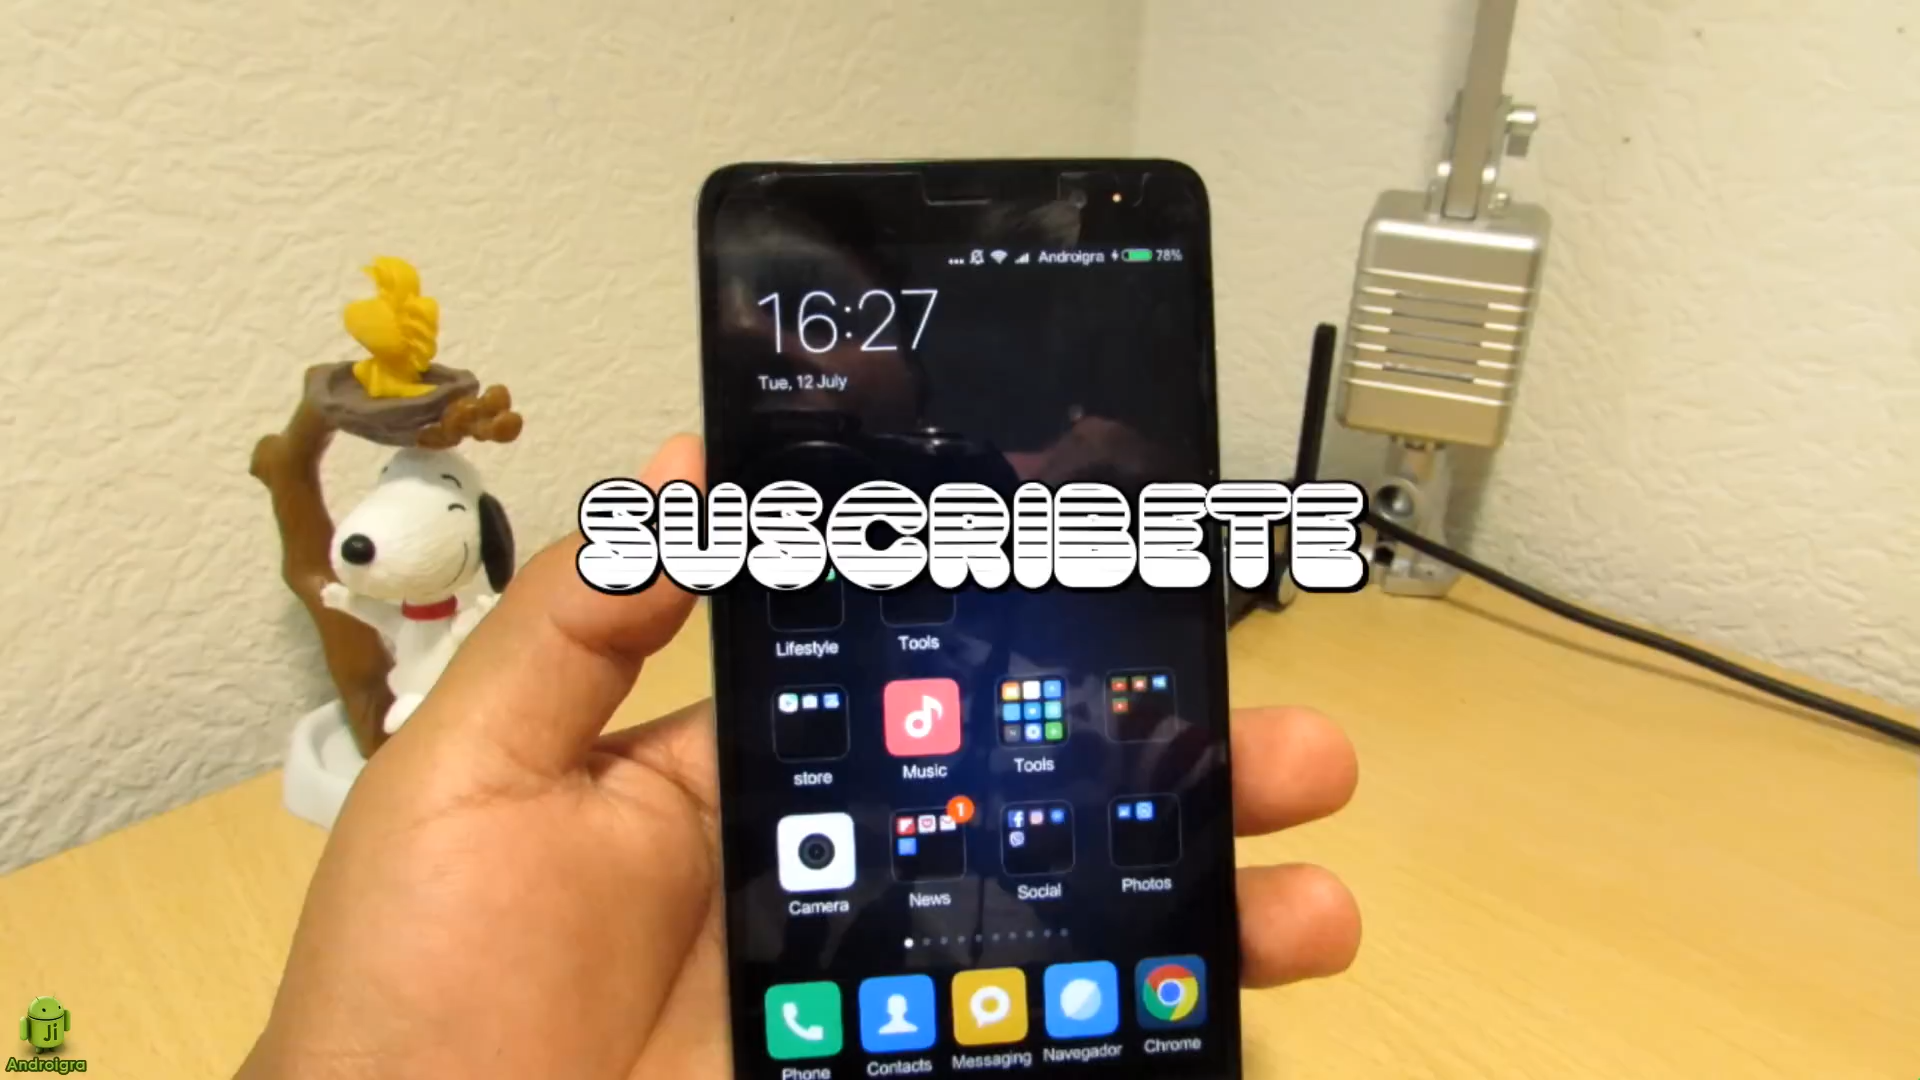 ... Androigra 78%
16:27
Tue, 12 July
SUSCRIBETE
Lifestyle Tools
store Music Tools
1
Camera News Social Photos
Phone Contacts Messaging Navegador Chrome
Ji
Androigra